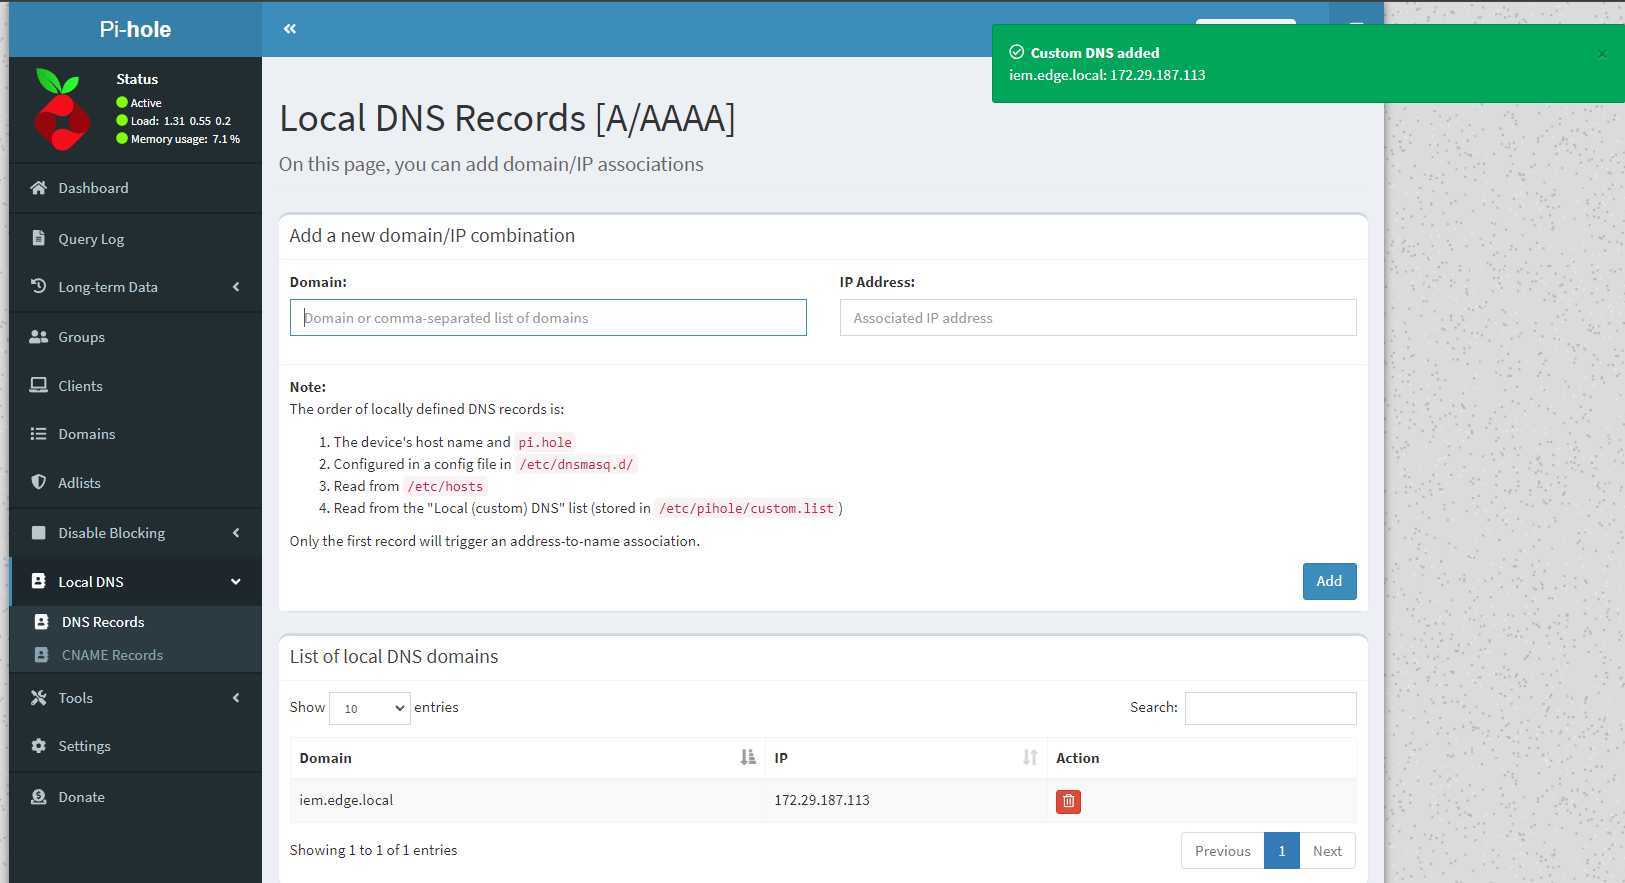 Pi-hole
Status
Active
Load: 1.31 0.55 0.2
Memory usage: 7.1 %
Dashboard
Query Log
Long-term Data
Groups
Clients
Domains
Adlists
Disable Blocking
Local DNS
DNS Records
CNAME Records
Tools
Settings
Donate
Custom DNS added
iem.edge.local: 172.29.187.113
Local DNS Records [A/AAAA]
On this page, you can add domain/IP associations
Add a new domain/IP combination
Domain: IP Address:
Domain or comma-separated list of domains Associated IP address
Note:
The order of locally defined DNS records is:
1. The device's host name and pi.hole
2. Configured in a config file in /etc/dnsmasq.d/
3. Read from /etc/hosts
4. Read from the "Local (custom) DNS" list (stored in /etc/pihole/custom.list )
Only the first record will trigger an address-to-name association.
Add
List of local DNS domains
Show 10 entries Search:
Domain IP Action
iem.edge.local 172.29.187.113
Showing 1 to 1 of 1 entries Previous 1 Next